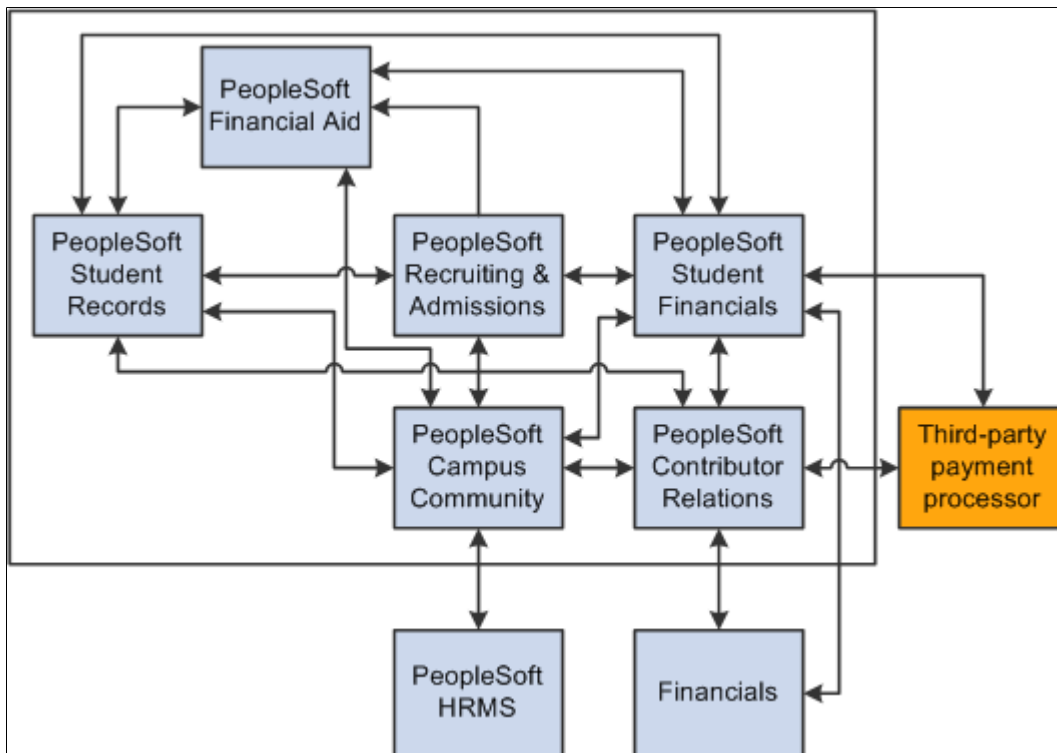 PeopleSoft
Financial Aid
PeopleSoft
Student
Records
PeopleSoft
Recruiting &
Admissions
PeopleSoft
Student
Financials
PeopleSoft
Campus
Community
PeopleSoft
Contributor
Relations
Third-party
payment
processor
PeopleSoft
HRMS
Financials